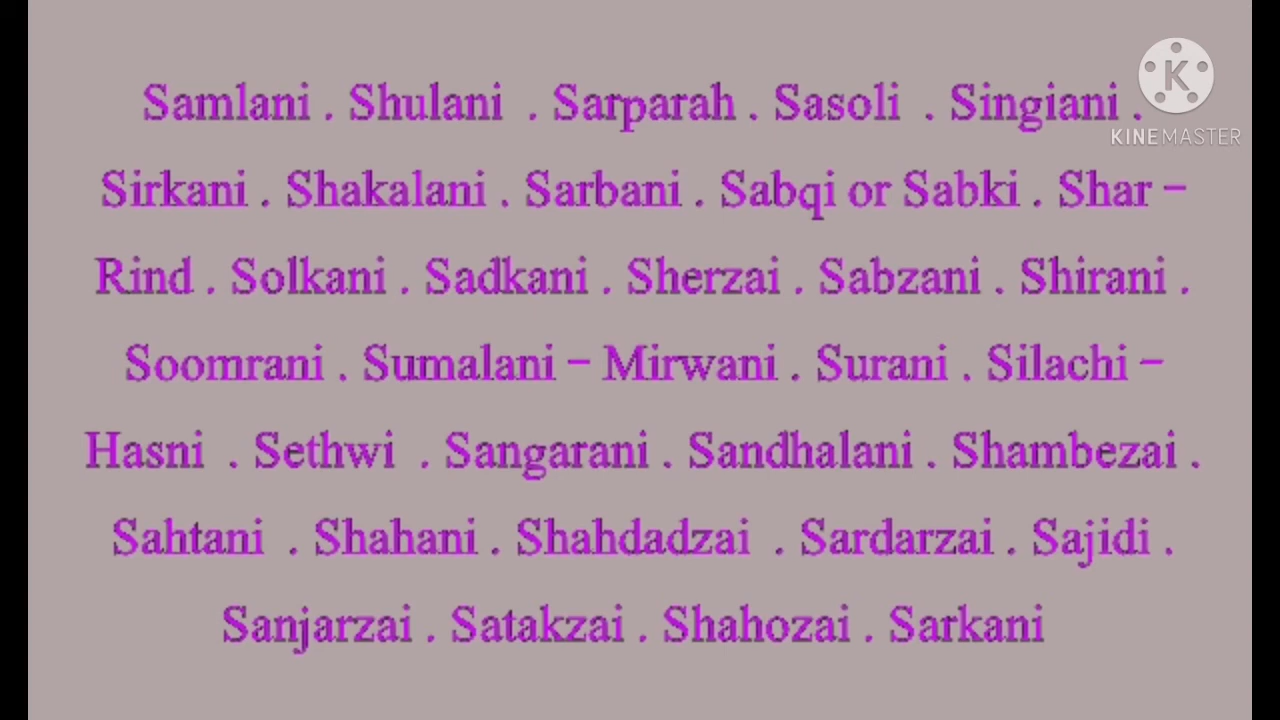 Samlani . Shulani . Sarparah . Sasoli . Singiani .
Sirkani . Shakalani . Sarbani . Sabqi or Sabki . Shar –
Rind . Solkani . Sadkani . Sherzai . Sabzani . Shirani .
Soomrani . Sumalani – Mirwani . Surani . Silachi –
Hasni . Sethwi . Sangarani . Sandhalani . Shambezai .
Sahtani . Shahani . Shahdadzai . Sardarzai . Sajidi .
Sanjarzai . Satakzai . Shahozai . Sarkani
K
KINEMASTER